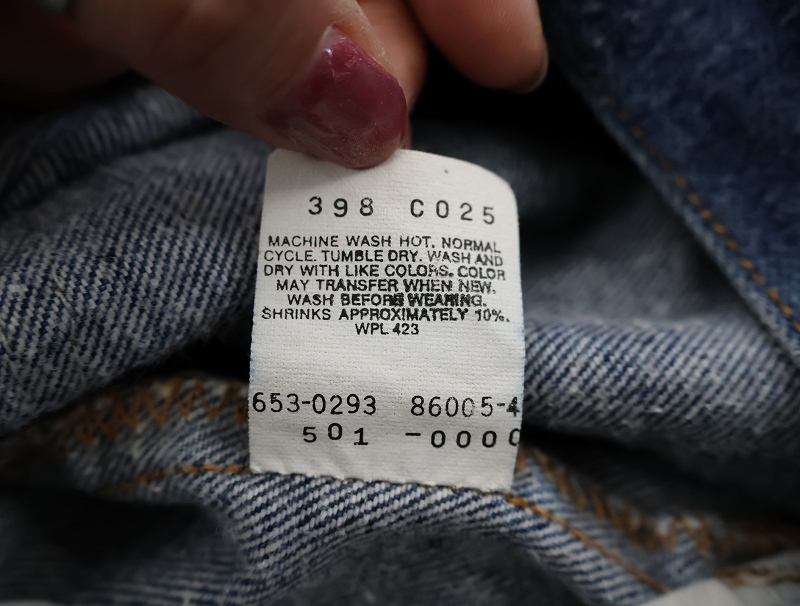 398 C025
MACHINE WASH HOT, NORMAL
CYCLE. TUMBLE DRY. WASH AND
DRY WITH LIKE COLORS. COLOR
MAY TRANSFER WHEN NEW.
WASH BEFORE WEARING.
SHRINKS APPROXIMATELY 10%.
WPL 423
653-0293 86005-4
501 -0000